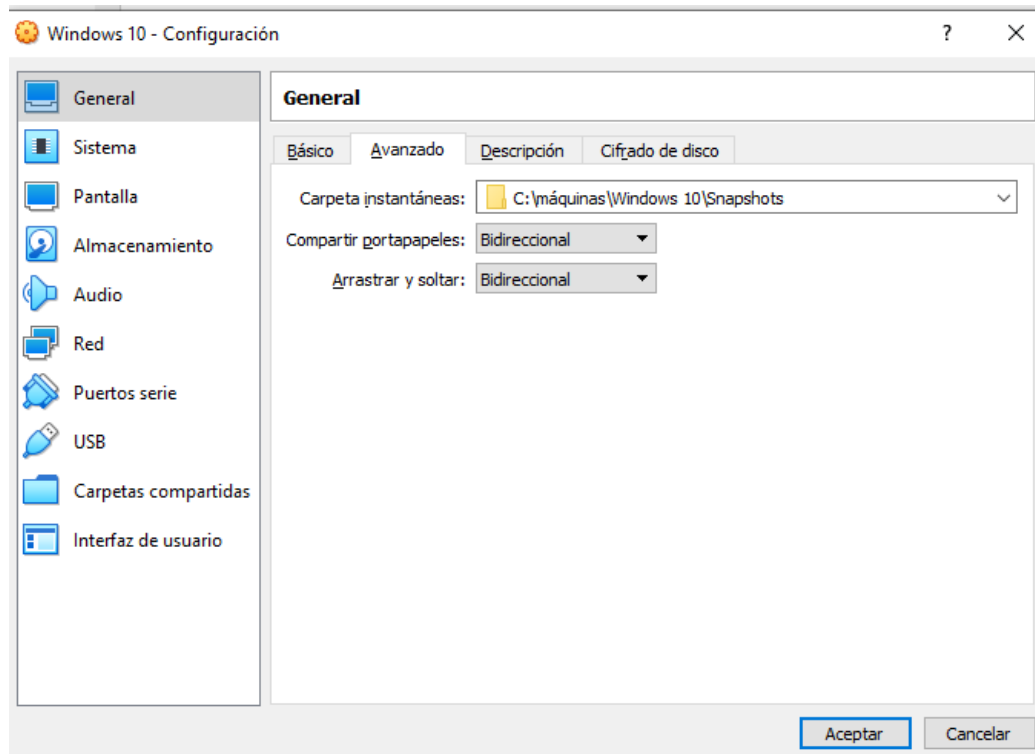 Windows 10 - Configuración
?
General
Sistema
Pantalla
Almacenamiento
Audio
Red
Puertos serie
USB
Carpetas compartidas
Interfaz de usuario
General
Básico Avanzado Descripción Cifrado de disco
Carpeta instantáneas: C:\máquinas\Windows 10\Snapshots
Compartir portapapeles: Bidireccional
Arrastrar y soltar: Bidireccional
Aceptar Cancelar